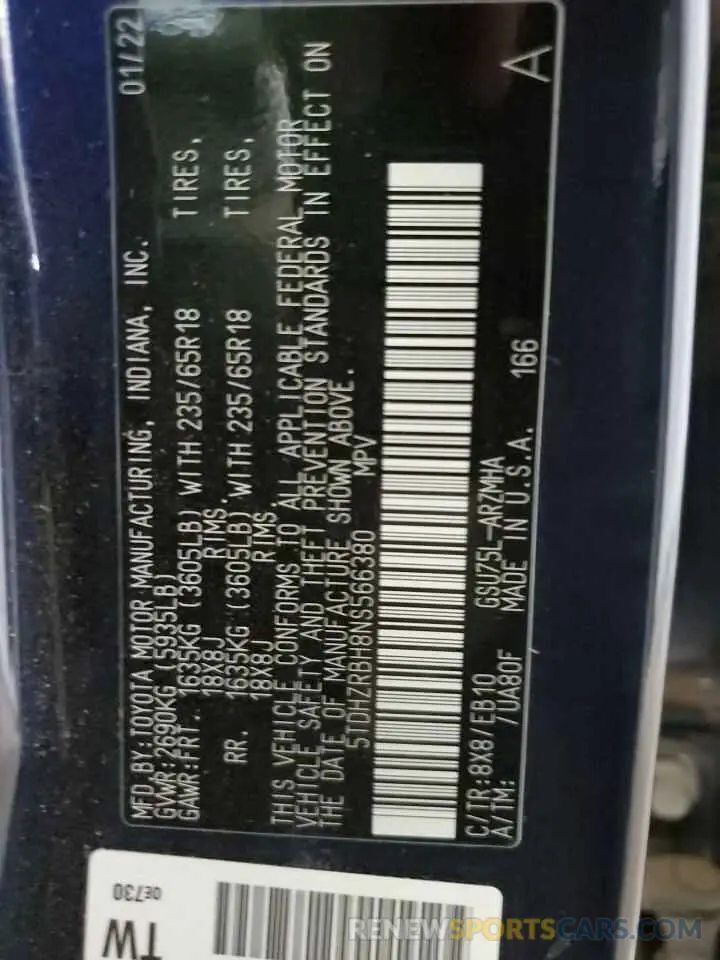 MFD.BY:TOYOTA MOTOR MANUFACTURING, INDIANA, INC. 01/22
GVWR:2690KG (5935LB)
GAWR:FRT. 1635KG (3605LB) WITH 235/65R18 TIRES,
18X8J RIMS.
RR. 1635KG (3605LB) WITH 235/65R18 TIRES,
18X8J RIMS.
THIS VEHICLE CONFORMS TO ALL APPLICABLE FEDERAL MOTOR
VEHICLE SAFETY AND THEFT PREVENTION STANDARDS IN EFFECT ON
THE DATE OF MANUFACTURE SHOWN ABOVE.
5TDHZRBH8NS566380 MPV
C/TR:8X8/EB10 GSU75L-ARZMHA
A/TM: /UA80F MADE IN U.S.A. 166 A
QE730
TW
RENEWSPORTSCARS.COM